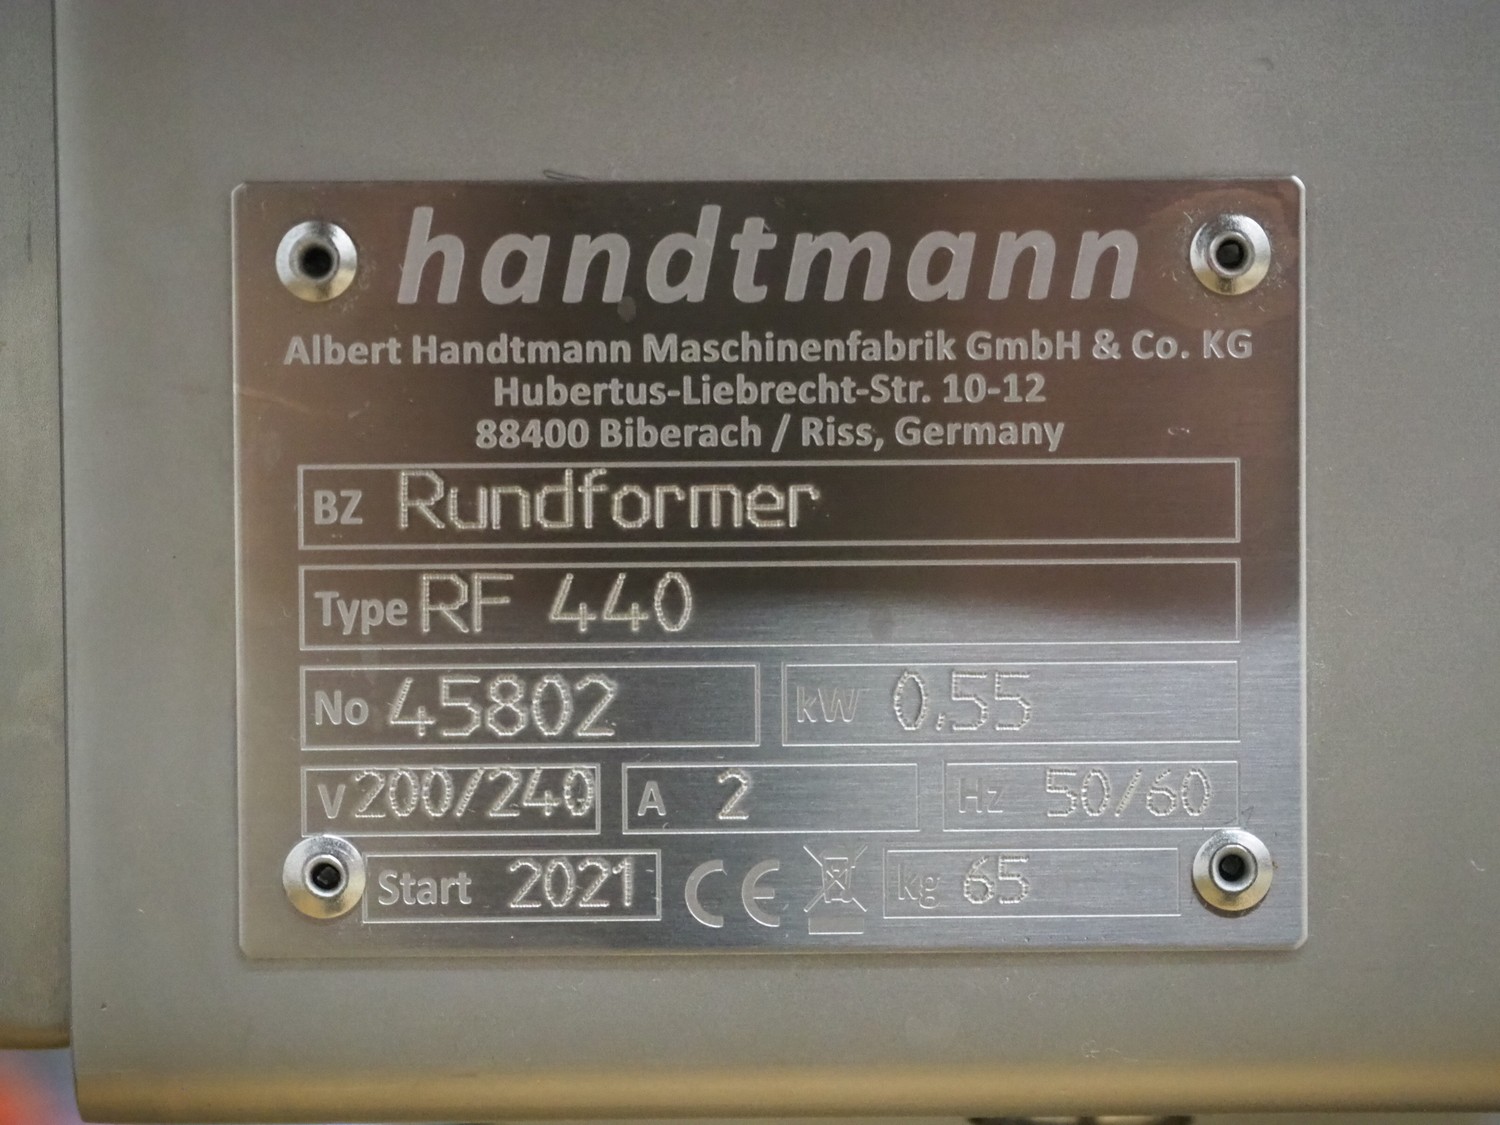 handtmann
Albert Handtmann Maschinenfabrik GmbH & Co. KG
Hubertus-Liebrecht-Str. 10-12
88400 Biberach / Riss, Germany
BZ Rundformer
Type RF 440
No 45802 kW 0,55
V 200/240 A 2 Hz 50/60
Start 2021 CE kg 65